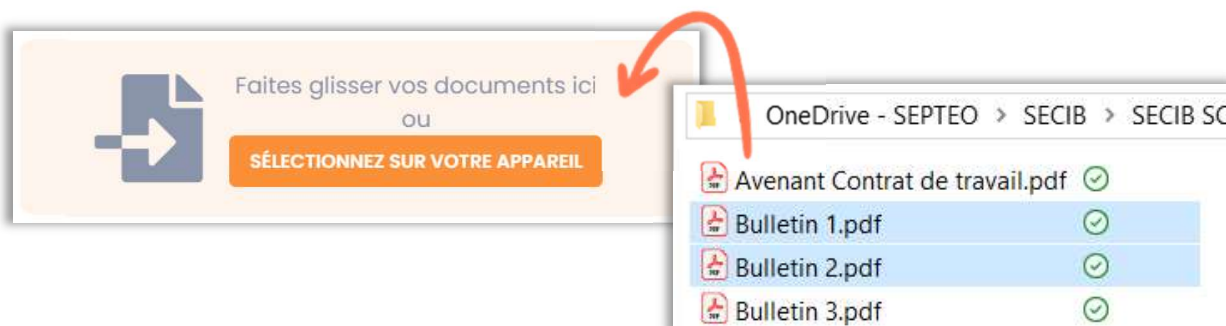 Faites glisser vos documents ici
ou
SÉLECTIONNEZ SUR VOTRE APPAREIL
OneDrive - SEPTEO > SECIB > SECIB SC
Avenant Contrat de travail.pdf
Bulletin 1.pdf
Bulletin 2.pdf
Bulletin 3.pdf